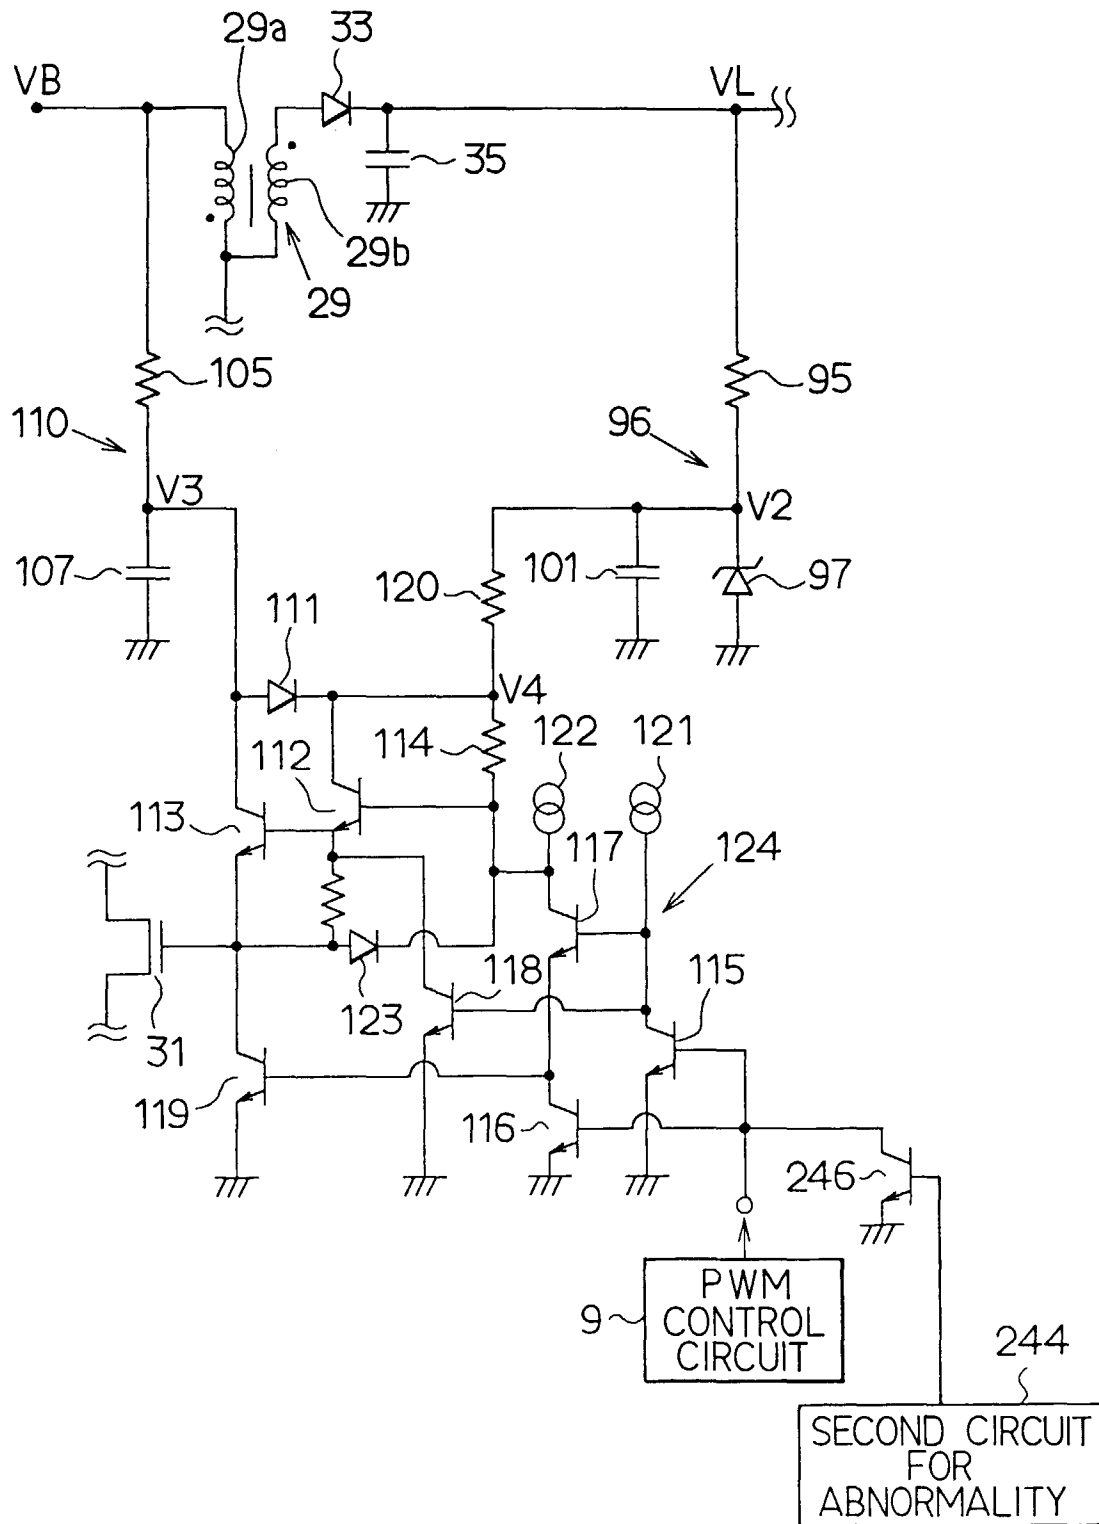 29a
33
VB
VL
35
29b
29
105
95
110
96
V3
V2
107
101
97
120
111
V4
114
122
121
112
113
117
124
118
115
123
31
119
116
246
PWM
CONTROL
CIRCUIT
9
244
SECOND CIRCUIT
FOR
ABNORMALITY